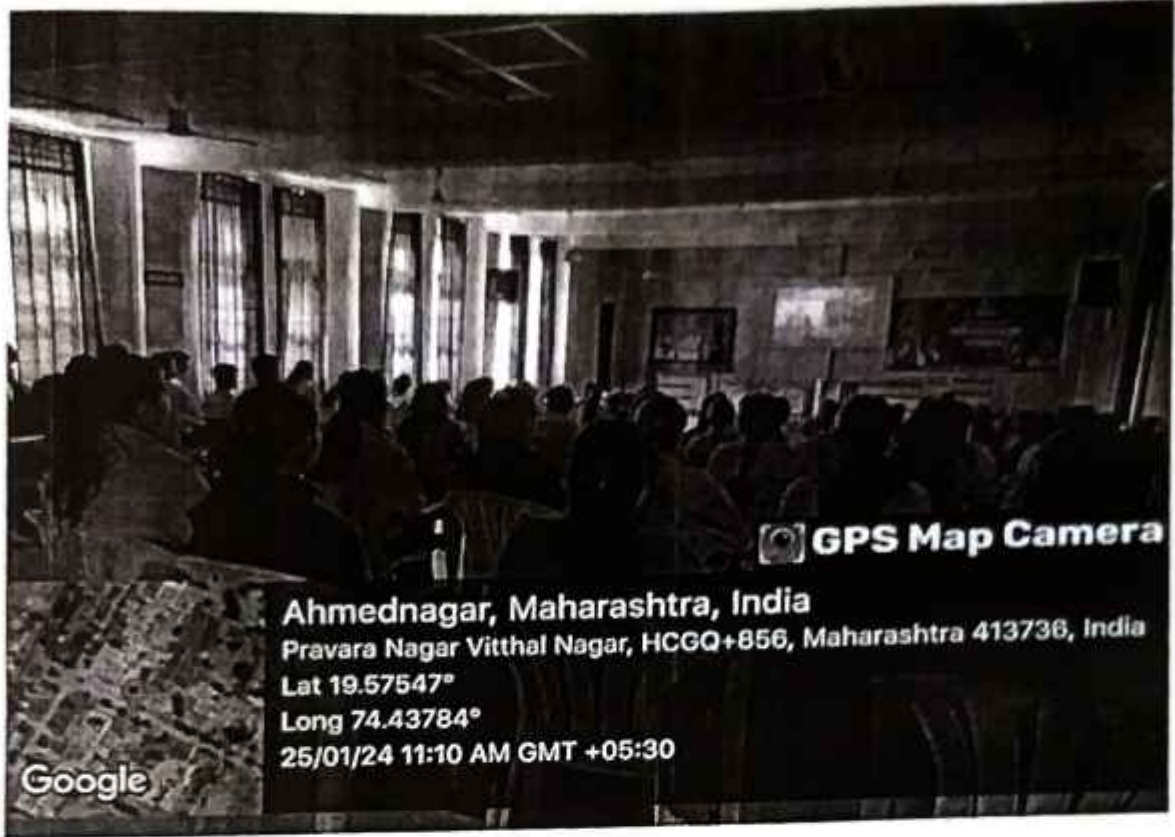 GPS Map Camera
Ahmednagar, Maharashtra, India
Pravara Nagar Vitthal Nagar, HCGQ+856, Maharashtra 413736, India
Lat 19.57547°
Long 74.43784°
25/01/24 11:10 AM GMT +05:30
Google